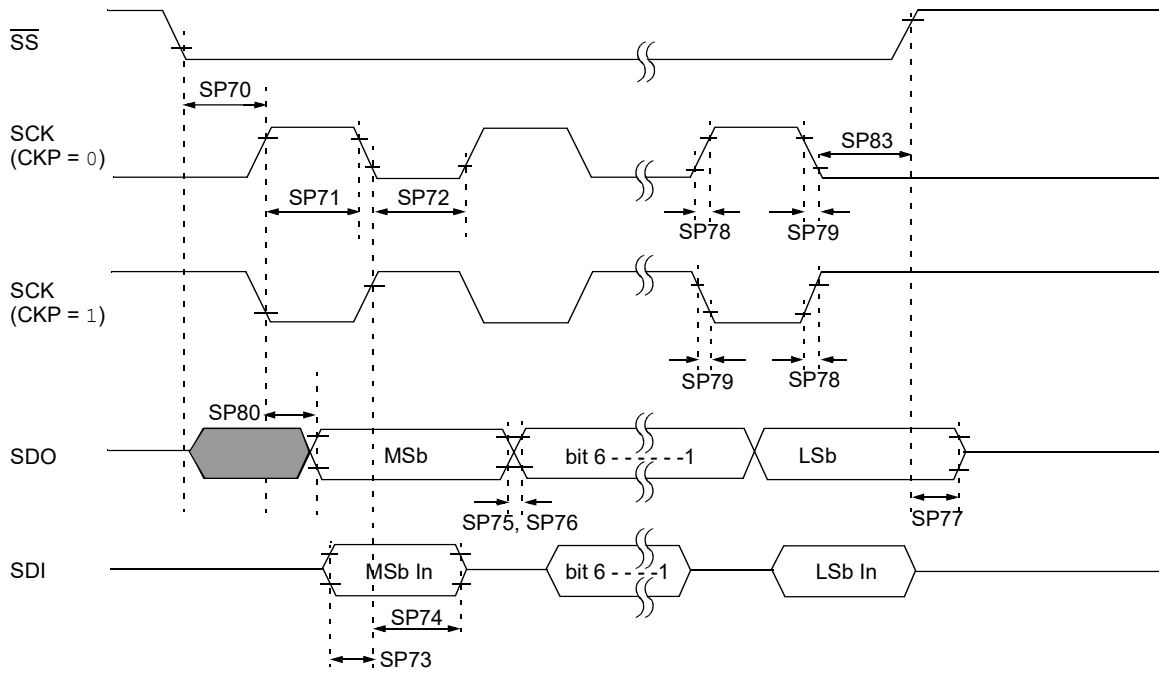 SS
SP70
SCK
(CKP = 0)
SP83
SP71
SP72
SP78
SP79
SCK
(CKP = 1)
SP79
SP78
SP80
SDO
MSb
bit 6 - - - - - -1
LSb
SP75, SP76
SP77
SDI
MSb In
bit 6 - - - -1
LSb In
SP74
SP73